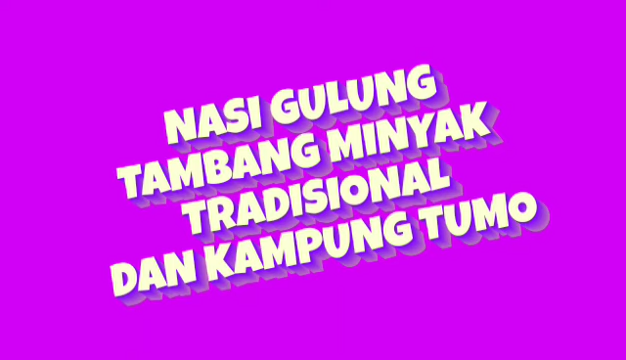 NASI GULUNG
TAMBANG MINYAK
TRADISIONAL
DAN KAMPUNG TUMO